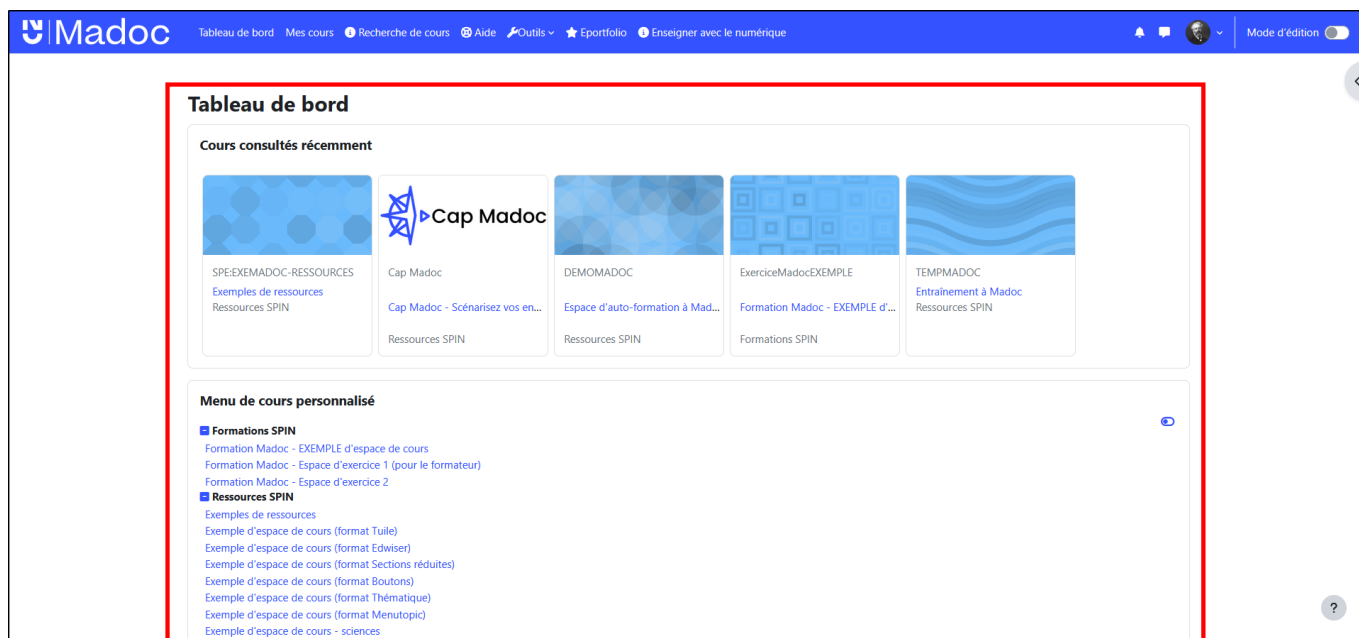 Madoc
Tableau de bord Mes cours Recherche de cours Aide Outils Eportfolio Enseigner avec le numérique Mode d'édition
Tableau de bord
Cours consultés récemment
Cap Madoc
SPE:EXEMADOC-RESSOURCES
Exemples de ressources
Ressources SPIN
Cap Madoc
Cap Madoc - Scénarisez vos en...
Ressources SPIN
DEMOMADOC
Espace d'auto-formation à Mad...
Ressources SPIN
ExerciceMadocEXEMPLE
Formation Madoc - EXEMPLE d'...
Formations SPIN
TEMPMADOC
Entraînement à Madoc
Ressources SPIN
Menu de cours personnalisé
Formations SPIN
Formation Madoc - EXEMPLE d'espace de cours
Formation Madoc - Espace d'exercice 1 (pour le formateur)
Formation Madoc - Espace d'exercice 2
Ressources SPIN
Exemples de ressources
Exemple d'espace de cours (format Tuile)
Exemple d'espace de cours (format Edwiser)
Exemple d'espace de cours (format Sections réduites)
Exemple d'espace de cours (format Boutons)
Exemple d'espace de cours (format Thématique)
Exemple d'espace de cours (format Menutopic)
Exemple d'espace de cours - sciences
?